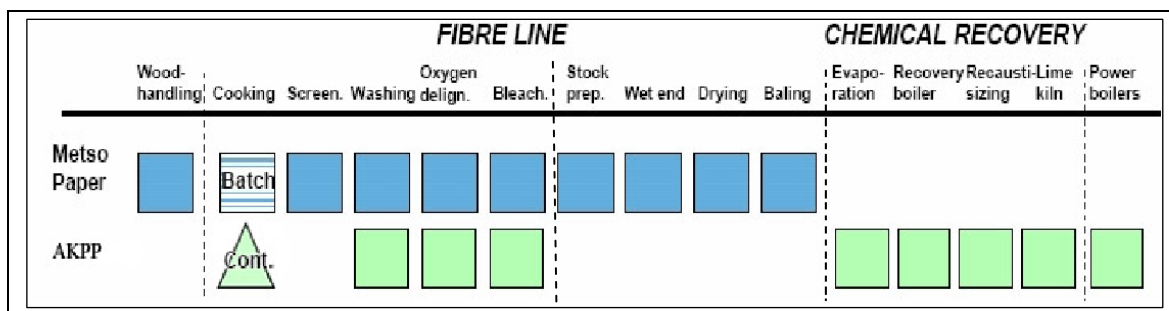 FIBRE LINE
CHEMICAL RECOVERY
Wood-
handling
Cooking
Screen.
Washing
Oxygen
delign.
Bleach.
Stock
prep.
Wet end
Drying
Baling
Evapo-
ration
Recovery
boiler
Recausti-
sizing
Lime
kiln
Power
boilers
Metso
Paper
Batch
AKPP
Cont.